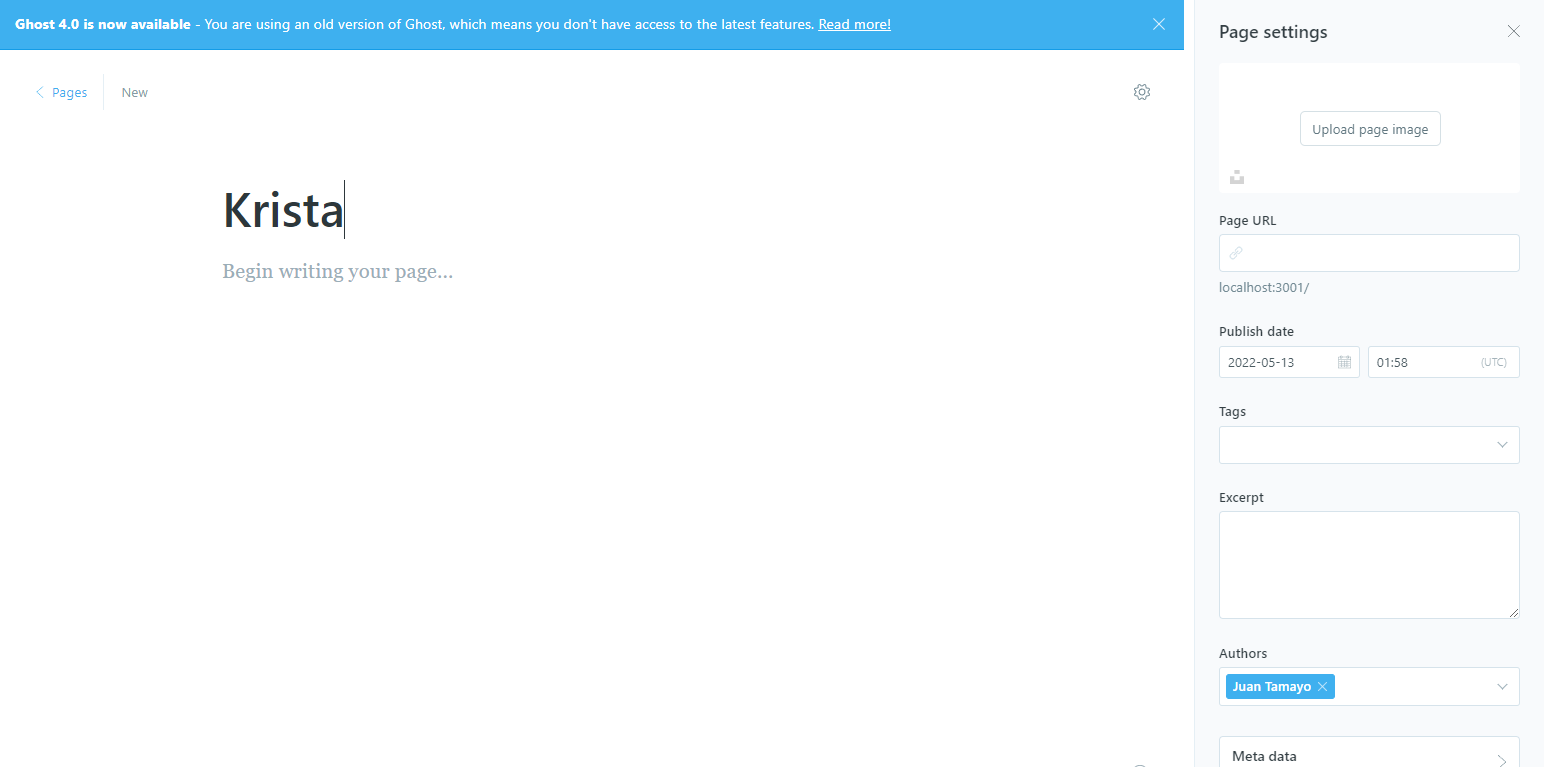 Ghost 4.0 is now available - You are using an old version of Ghost, which means you don't have access to the latest features. Read more!
Pages
New
Krista
Begin writing your page...
Page settings
Upload page image
Page URL
localhost:3001/
Publish date
2022-05-13
01:58
(UTC)
Tags
Excerpt
Authors
Juan Tamayo
Meta data